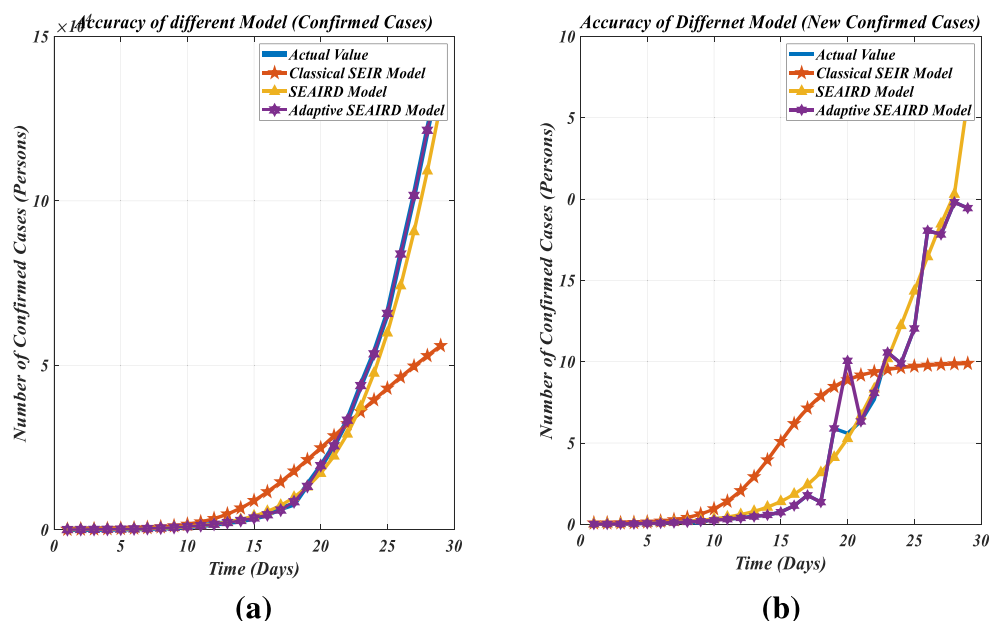 Accuracy of different Model (Confirmed Cases)
15
10
5
0
Number of Confirmed Cases (Persons)
Actual Value
Classical SEIR Model
SEAIRD Model
Adaptive SEAIRD Model
0 5 10 15 20 25 30
Time (Days)
(a)
Accuracy of Differnet Model (New Confirmed Cases)
10
5
0
15
10
5
0
Number of Confirmed Cases (Persons)
Actual Value
Classical SEIR Model
SEAIRD Model
Adaptive SEAIRD Model
0 5 10 15 20 25 30
Time (Days)
(b)